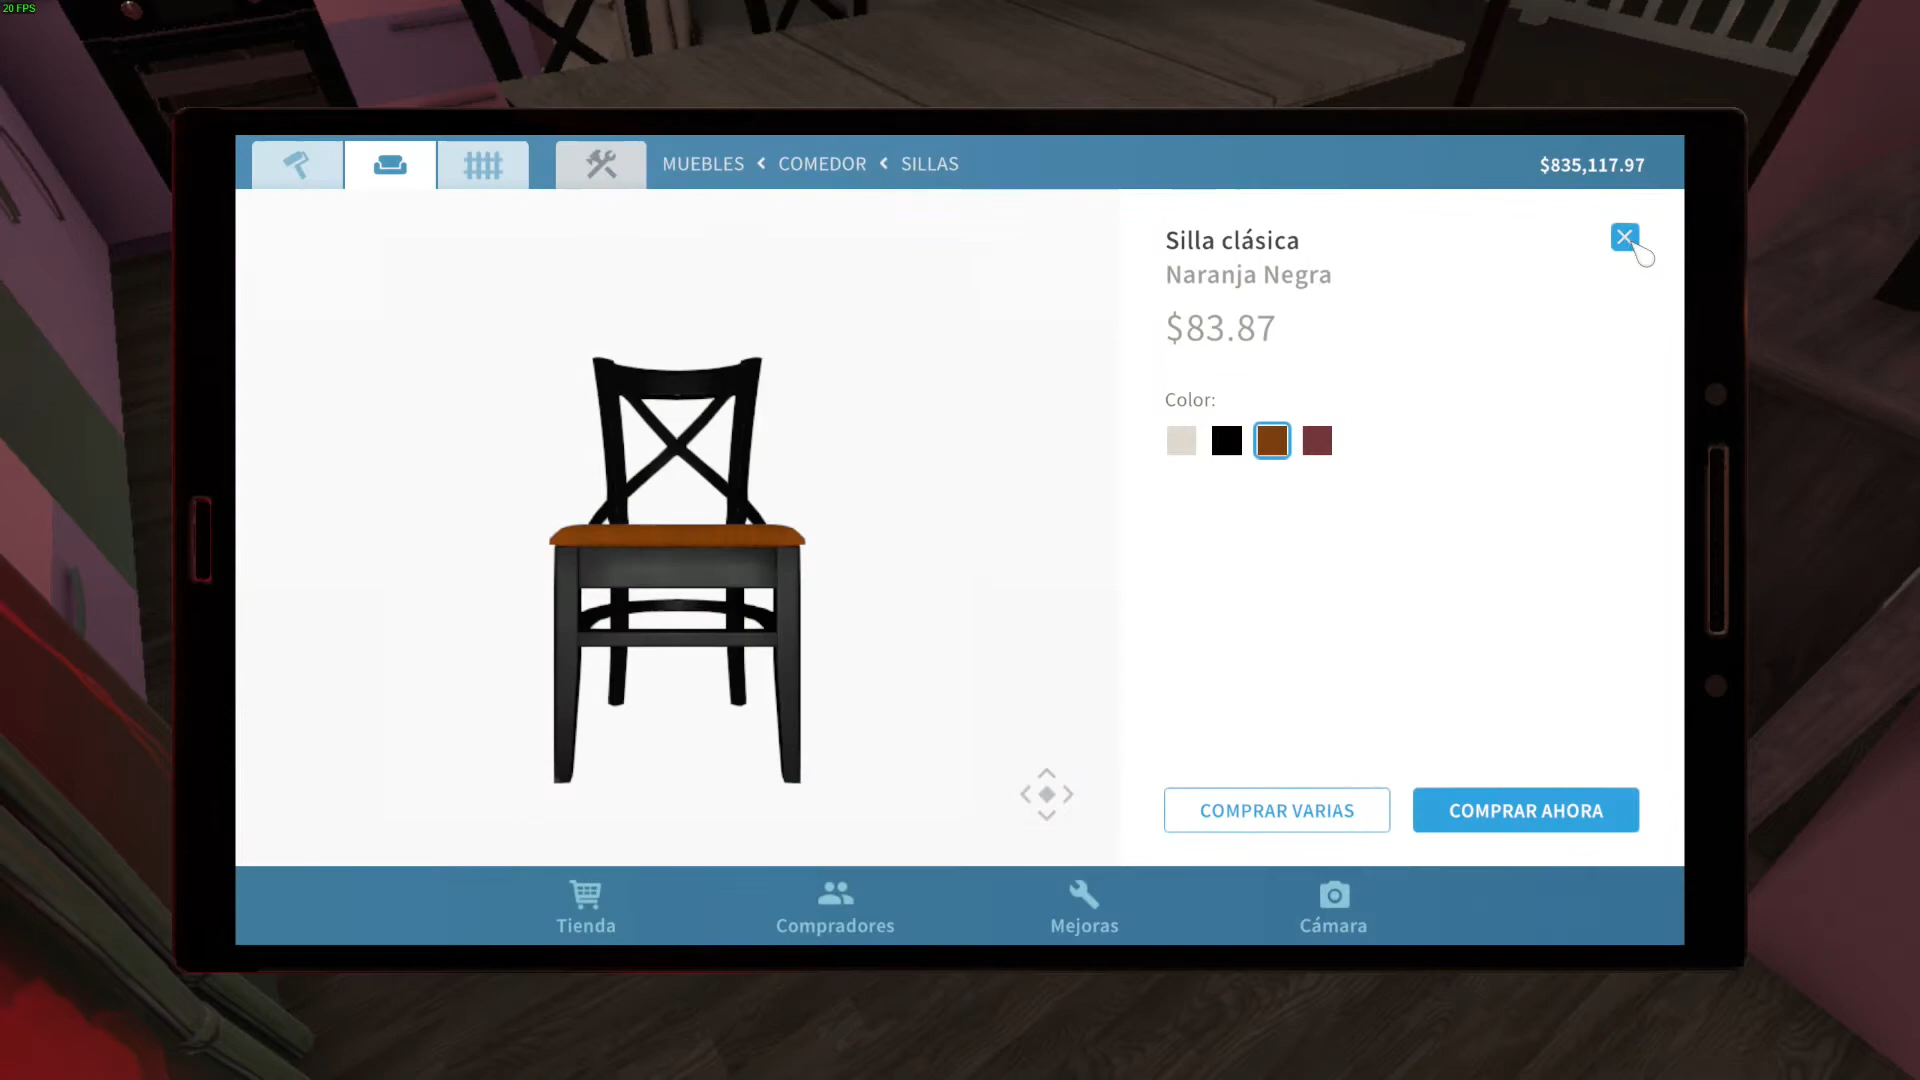 20 FPS
MUEBLES < COMEDOR < SILLAS
$835,117.97
Silla clásica
Naranja Negra
$83.87
Color:
COMPRAR VARIAS
COMPRAR AHORA
Tienda
Compradores
Mejoras
Cámara